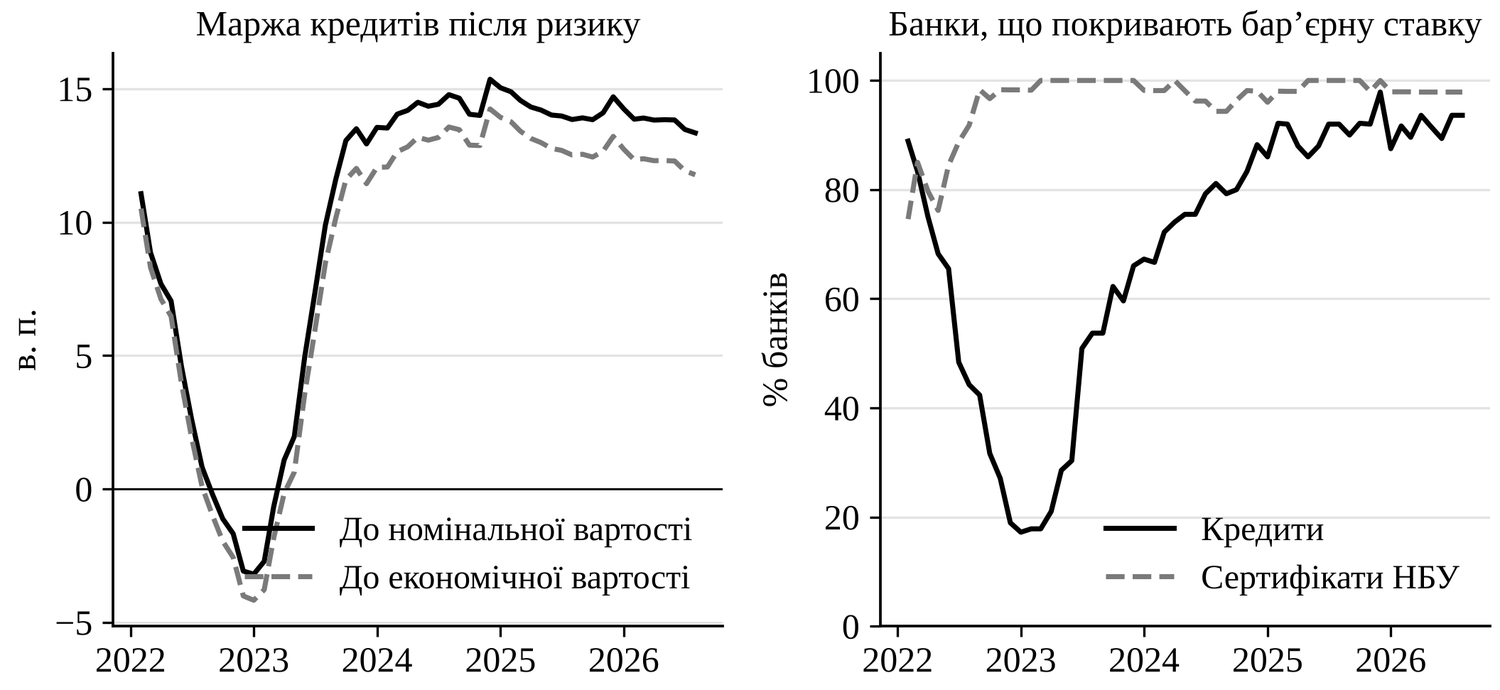 Маржа кредитів після ризику
в. п.
15
10
5
0
−5
2022 2023 2024 2025 2026
До номінальної вартості
До економічної вартості
Банки, що покривають бар’єрну ставку
% банків
100
80
60
40
20
0
2022 2023 2024 2025 2026
Кредити
Сертифікати НБУ